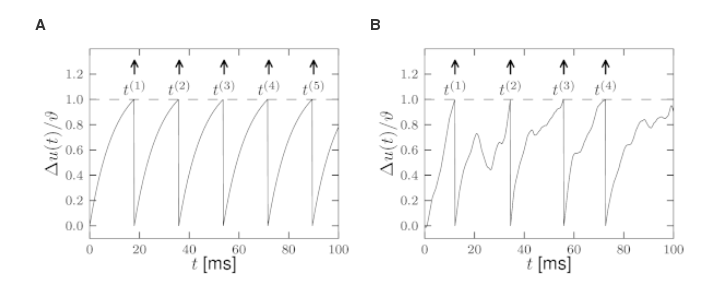 A
B
t^(1) t^(2) t^(3) t^(4) t^(5)
1.2
1.0
0.8
0.6
0.4
0.2
0.0
Δu(t)/ϑ
0 20 40 60 80 100
t [ms]
t^(1) t^(2) t^(3) t^(4)
1.2
1.0
0.8
0.6
0.4
0.2
0.0
Δu(t)/ϑ
0 20 40 60 80 100
t [ms]